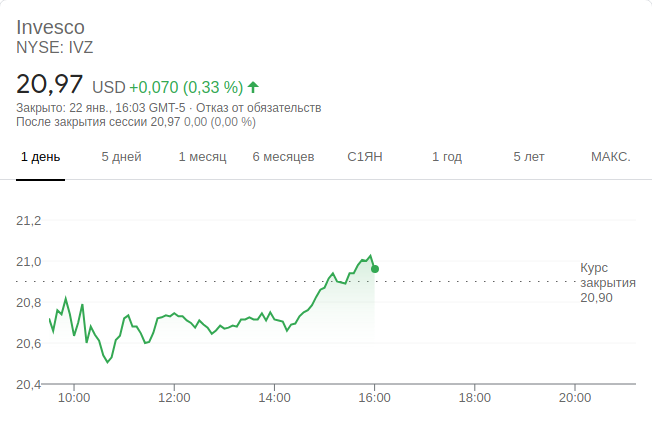 Invesco
NYSE: IVZ
20,97 USD +0,070 (0,33 %)
Закрыто: 22 янв., 16:03 GMT-5 · Отказ от обязательств
После закрытия сессии 20,97 0,00 (0,00 %)
1 день 5 дней 1 месяц 6 месяцев С1ЯН 1 год 5 лет МАКС.
21,2
21,0
Курс
закрытия
20,90
20,8
20,6
20,4
10:00 12:00 14:00 16:00 18:00 20:00